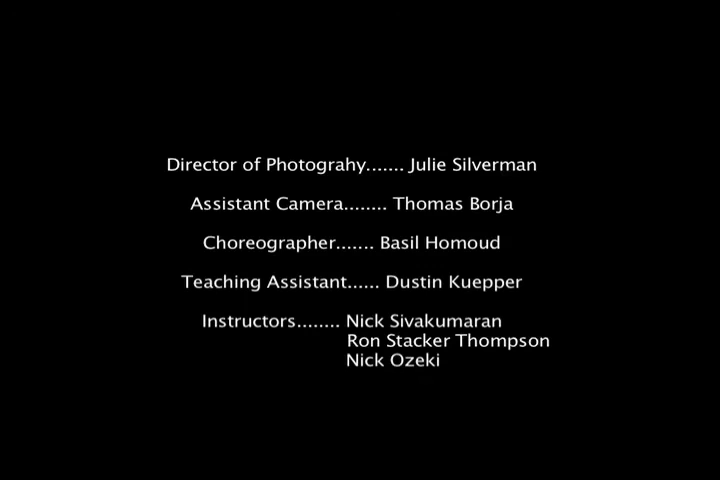 Director of Photograhy....... Julie Silverman
Assistant Camera........ Thomas Borja
Choreographer....... Basil Homoud
Teaching Assistant...... Dustin Kuepper
Instructors........ Nick Sivakumaran
Ron Stacker Thompson
Nick Ozeki